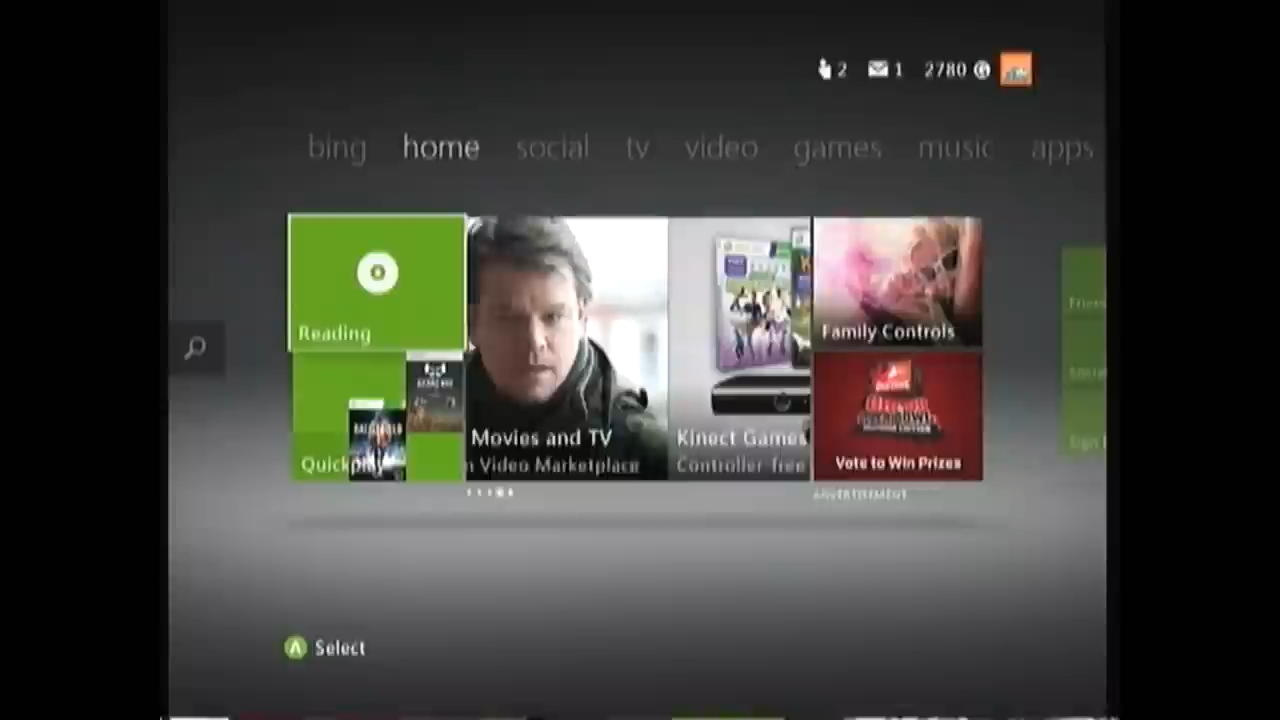 2 1 2780 G
bing home social tv video games music apps
Reading
Family Controls
BATTLEFIELD
Quickplay
Movies and TV
Video Marketplace
Kinect Games
Controller free
Vote to Win Prizes
ADVERTISEMENT
A Select